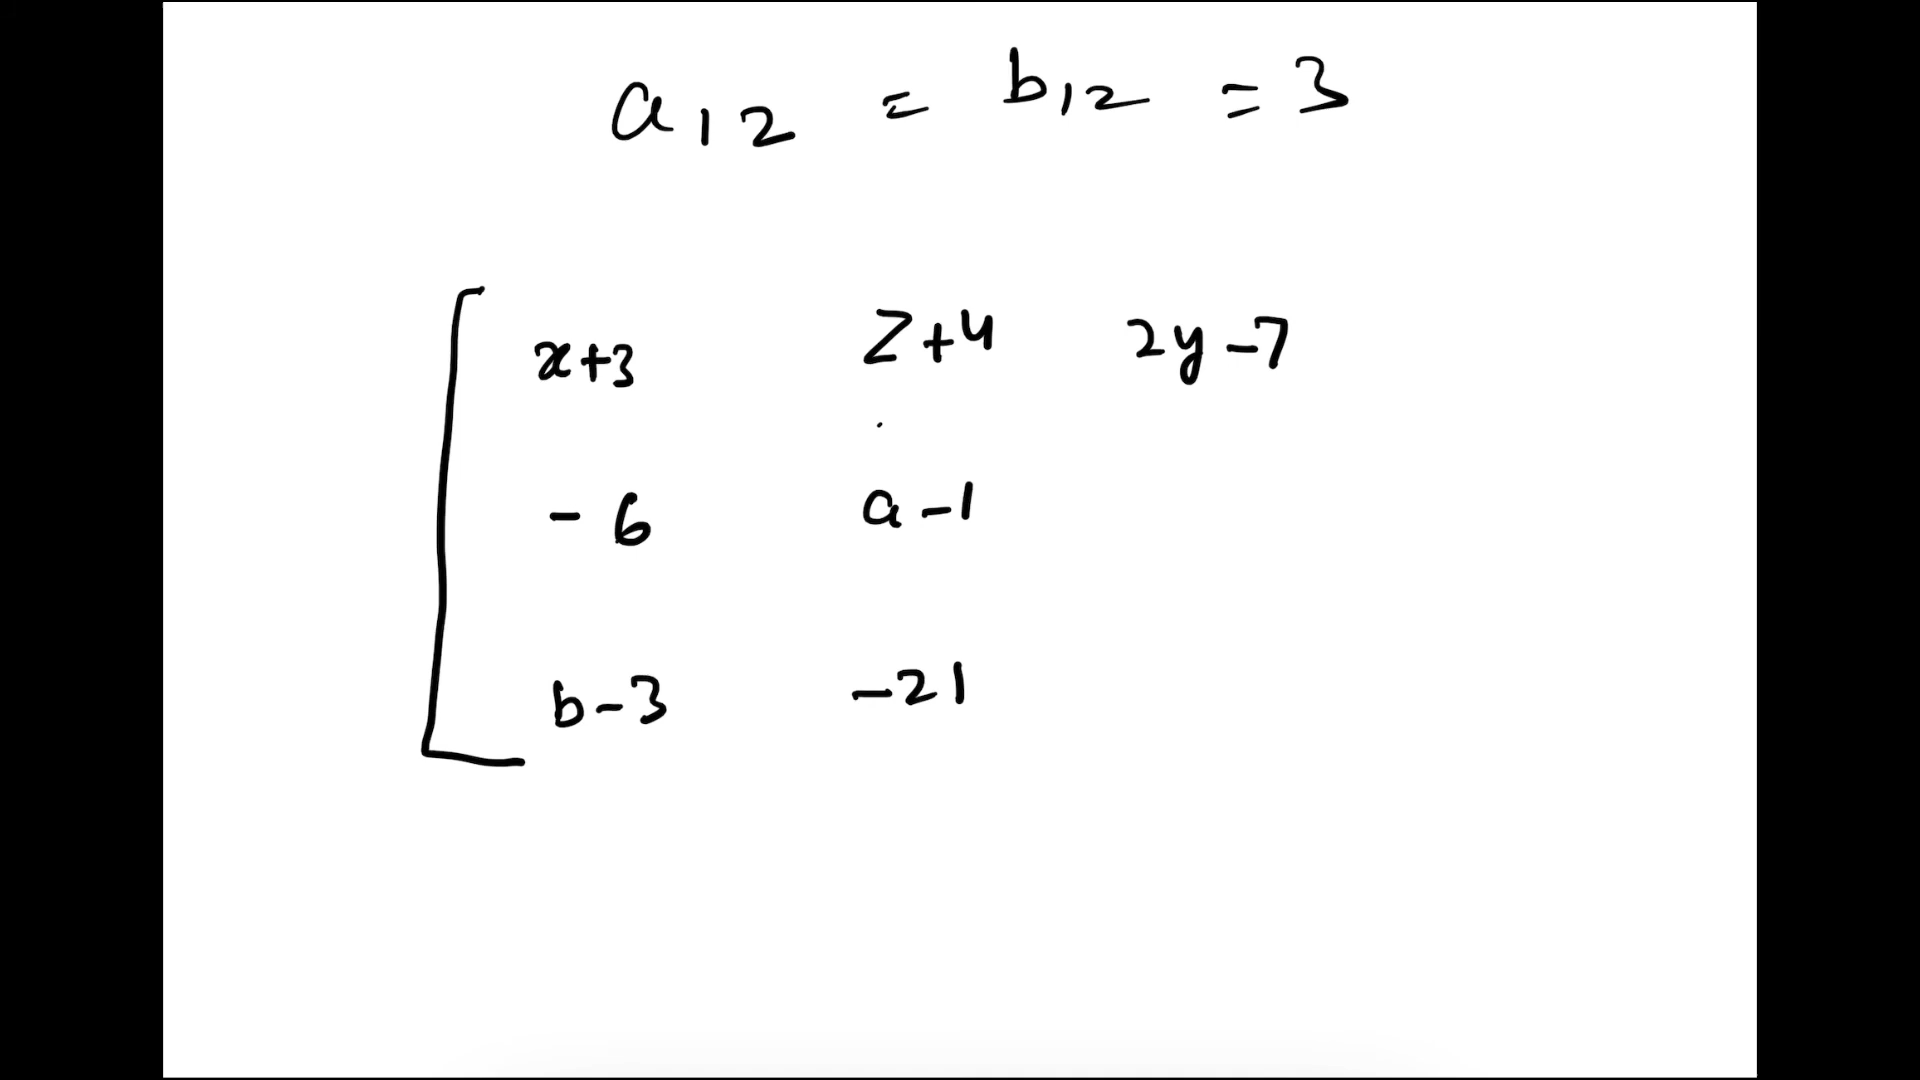 a12 = b12 = 3
x+3 z+4 2y-7
-6 a-1
b-3 -21